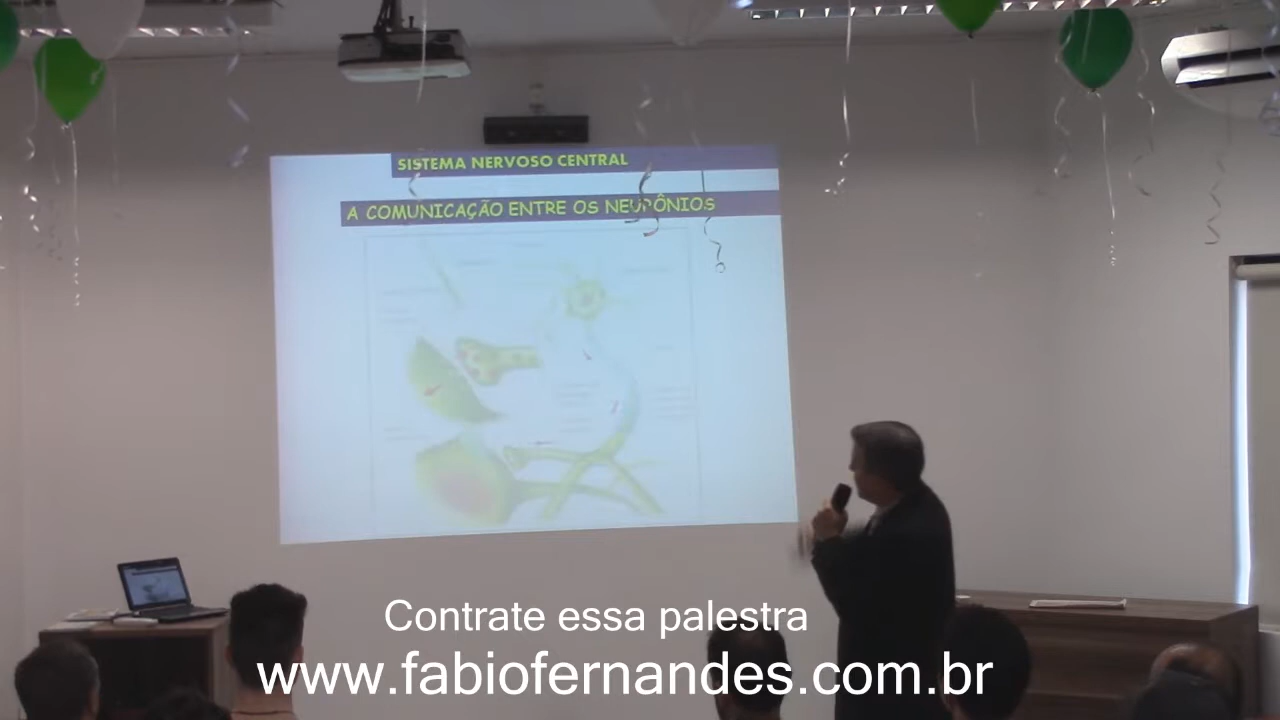 SISTEMA NERVOSO CENTRAL
A COMUNICAÇÃO ENTRE OS NEURÔNIOS
Contrate essa palestra
www.fabiofernandes.com.br